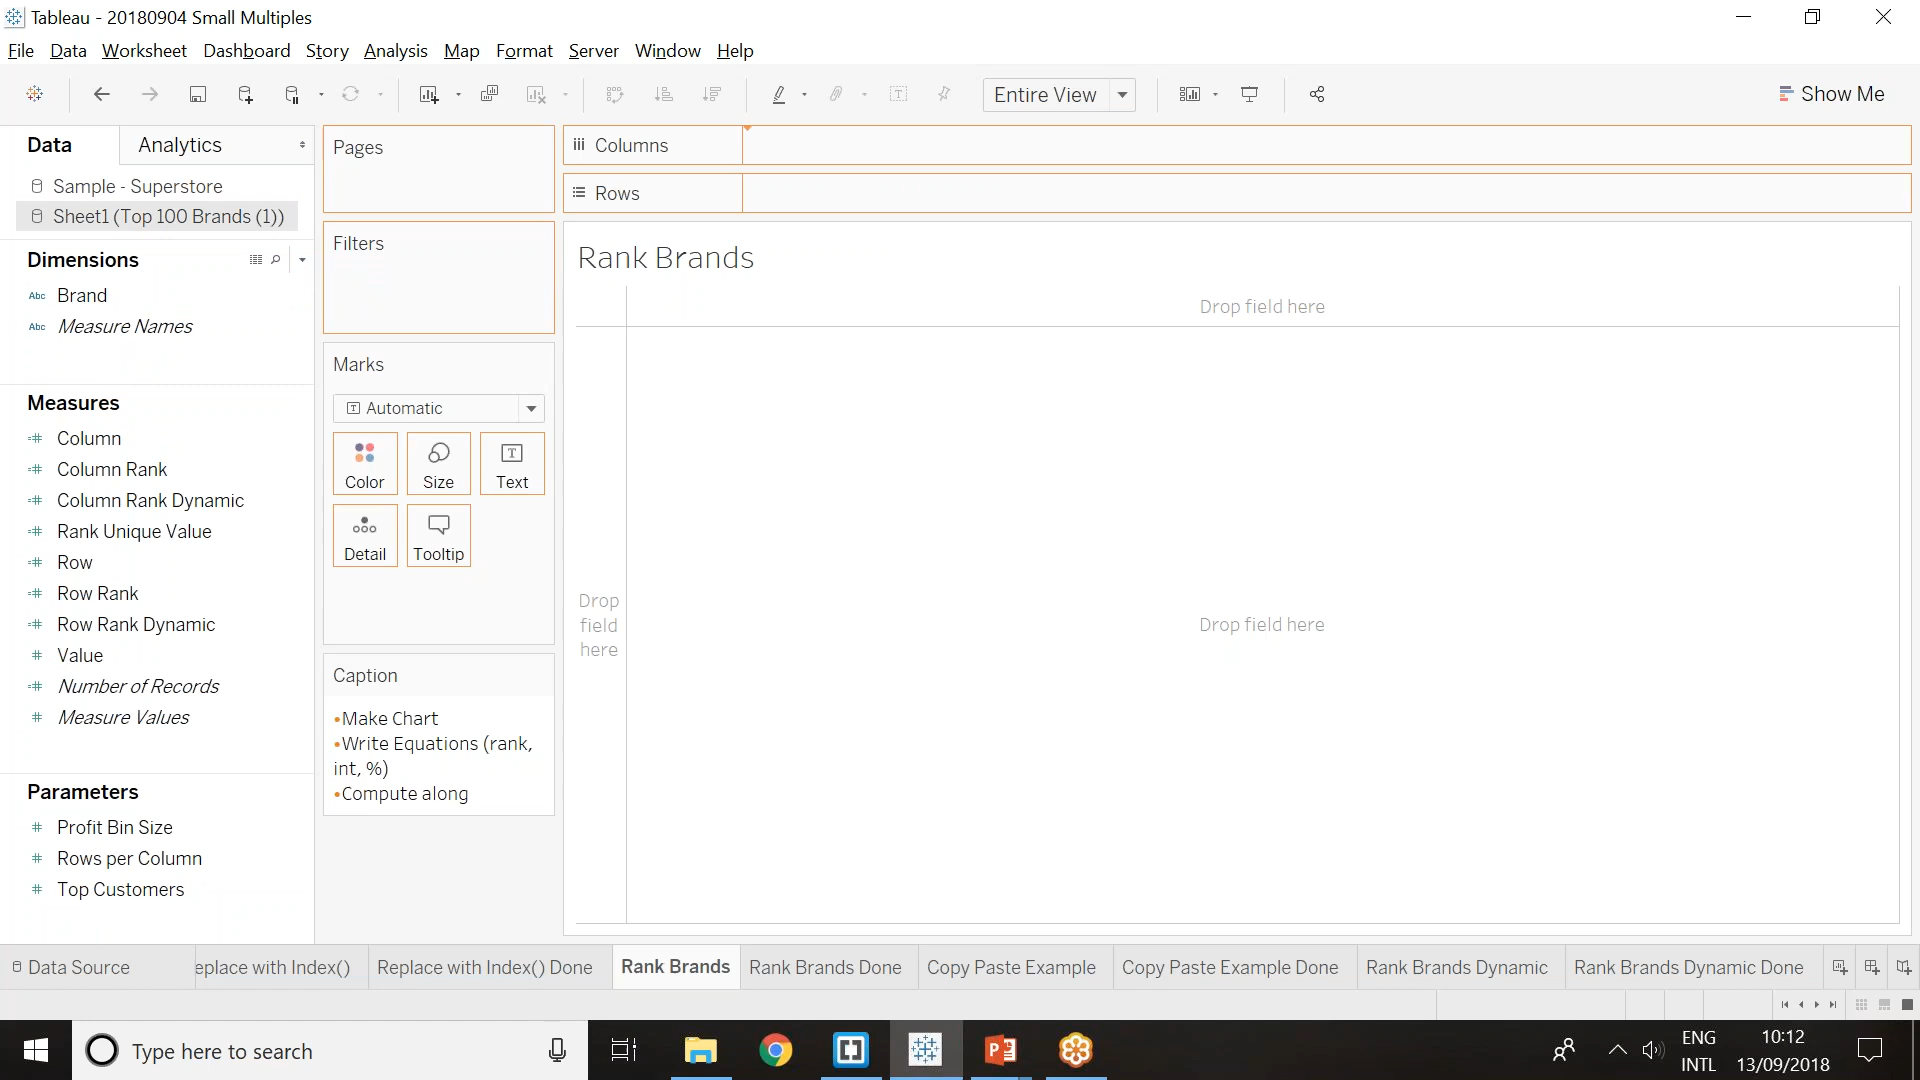 Tableau - 20180904 Small Multiples
File Data Worksheet Dashboard Story Analysis Map Format Server Window Help
Entire View
Show Me
Data
Analytics
Sample - Superstore
Sheet1 (Top 100 Brands (1))
Dimensions
Abc Brand
Abc Measure Names
Measures
Column
Column Rank
Column Rank Dynamic
Rank Unique Value
Row
Row Rank
Row Rank Dynamic
Value
Number of Records
Measure Values
Parameters
Profit Bin Size
Rows per Column
Top Customers
Pages
Filters
Marks
Automatic
Color
Size
Text
Detail
Tooltip
Caption
•Make Chart
•Write Equations (rank,
int, %)
•Compute along
Columns
Rows
Rank Brands
Drop field here
Drop
field
here
Drop field here
Data Source
eplace with Index()
Replace with Index() Done
Rank Brands
Rank Brands Done
Copy Paste Example
Copy Paste Example Done
Rank Brands Dynamic
Rank Brands Dynamic Done
Type here to search
ENG
INTL
10:12
13/09/2018